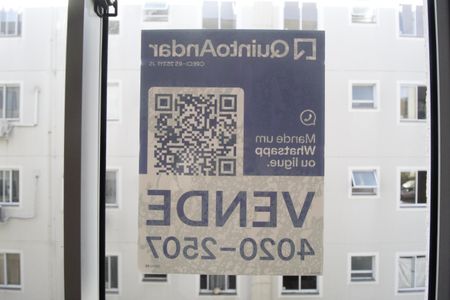 QuintoAndar
Mande um
Whatsapp
ou ligue.
VENDE
4020-2507